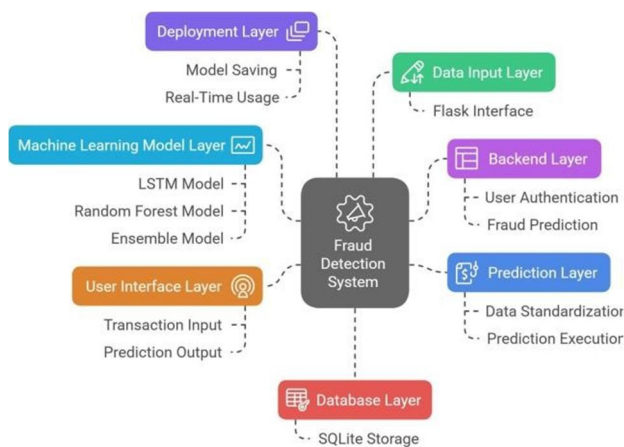 Deployment Layer
Model Saving
Real-Time Usage
Data Input Layer
Flask Interface
Machine Learning Model Layer
LSTM Model
Random Forest Model
Ensemble Model
Backend Layer
User Authentication
Fraud Prediction
Fraud
Detection
System
User Interface Layer
Transaction Input
Prediction Output
Prediction Layer
Data Standardization
Prediction Execution
Database Layer
SQLite Storage